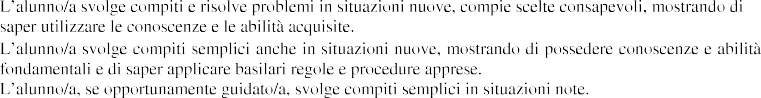 L'alunno/a svolge compiti e risolve problemi in situazioni nuove, compie scelte consapevoli, mostrando di
saper utilizzare le conoscenze e le abilità acquisite.
L'alunno/a svolge compiti semplici anche in situazioni nuove, mostrando di possedere conoscenze e abilità
fondamentali e di saper applicare basilari regole e procedure apprese.
L'alunno/a, se opportunamente guidato/a, svolge compiti semplici in situazioni note.